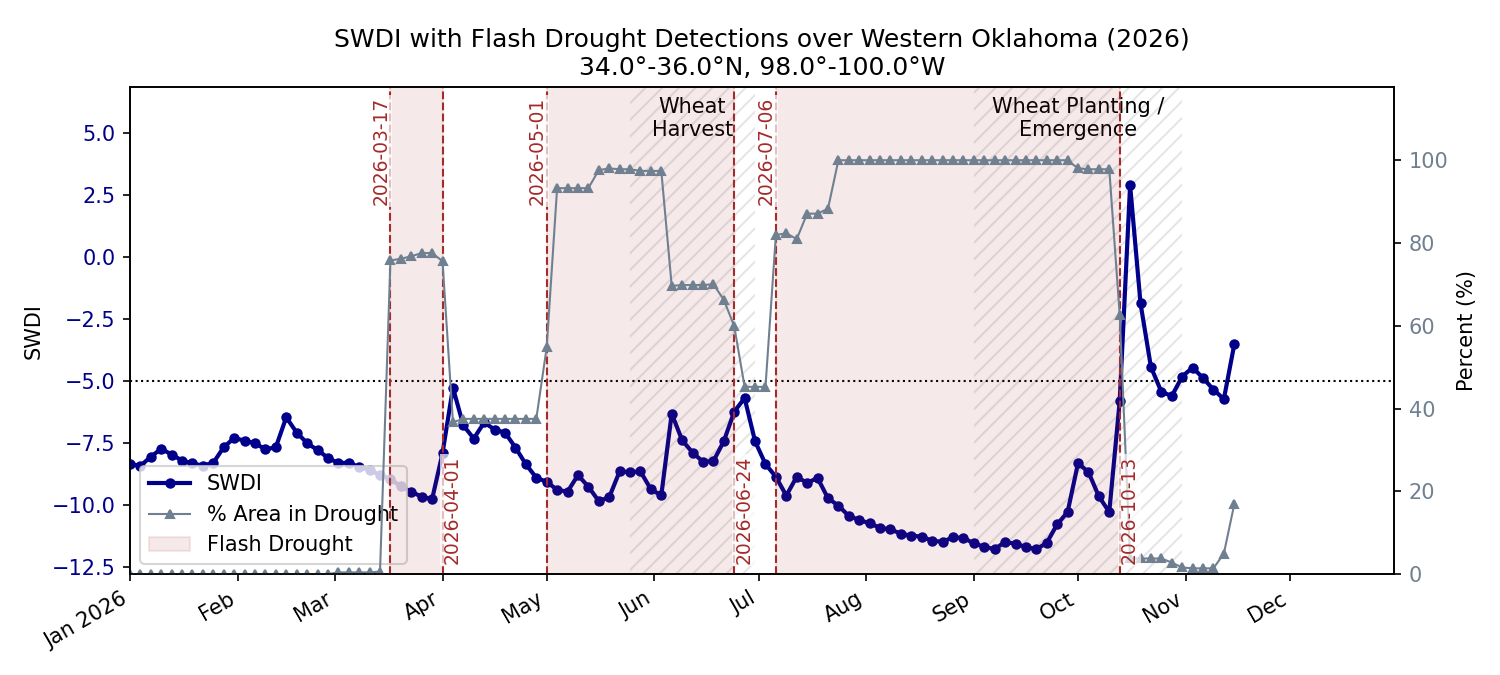 SWDI with Flash Drought Detections over Western Oklahoma (2026)
34.0°-36.0°N, 98.0°-100.0°W
Wheat
Harvest
Wheat Planting /
Emergence
2026-03-17
2026-05-01
2026-07-06
2026-04-01
2026-06-24
2026-10-13
SWDI
5.0
2.5
0.0
−2.5
−5.0
−7.5
−10.0
−12.5
Percent (%)
100
80
60
40
20
0
SWDI
% Area in Drought
Flash Drought
Jan 2026
Feb
Mar
Apr
May
Jun
Jul
Aug
Sep
Oct
Nov
Dec